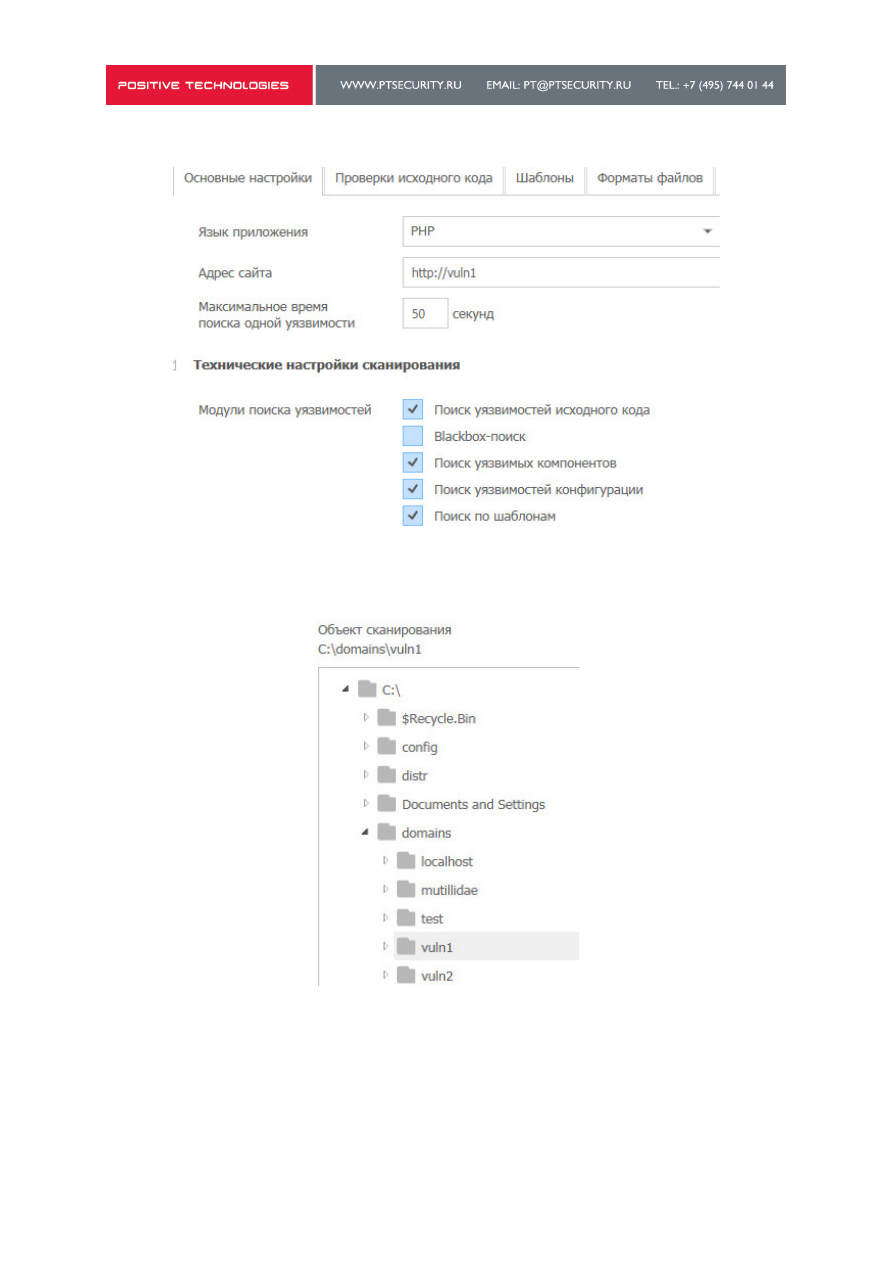 POSITIVE TECHNOLOGIES WWW.PTSECURITY.RU EMAIL: PT@PTSECURITY.RU TEL.: +7 (495) 744 01 44
Основные настройки Проверки исходного кода Шаблоны Форматы файлов
Язык приложения PHP
Адрес сайта http://vuln1
Максимальное время
поиска одной уязвимости 50 секунд
Технические настройки сканирования
Модули поиска уязвимостей Поиск уязвимостей исходного кода
Blackbox-поиск
Поиск уязвимых компонентов
Поиск уязвимостей конфигурации
Поиск по шаблонам
Объект сканирования
C:\domains\vuln1
C:\
$Recycle.Bin
config
distr
Documents and Settings
domains
localhost
mutillidae
test
vuln1
vuln2